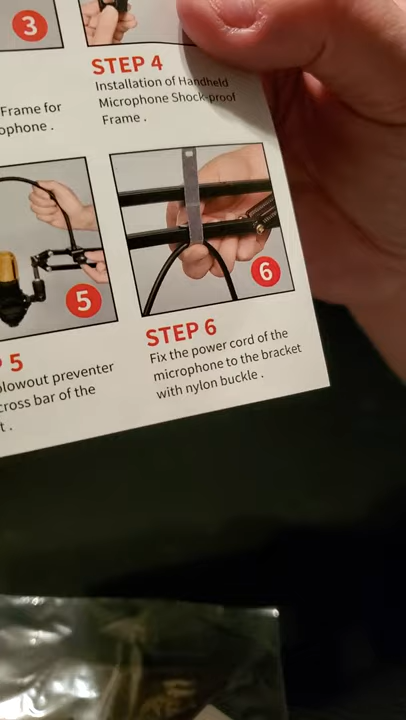 3
STEP 4
Installation of Handheld
Microphone Shock-proof
Frame .
Frame for
ophone .
5
6
STEP 6
Fix the power cord of the
microphone to the bracket
with nylon buckle .
P 5
blowout preventer
cross bar of the
t .